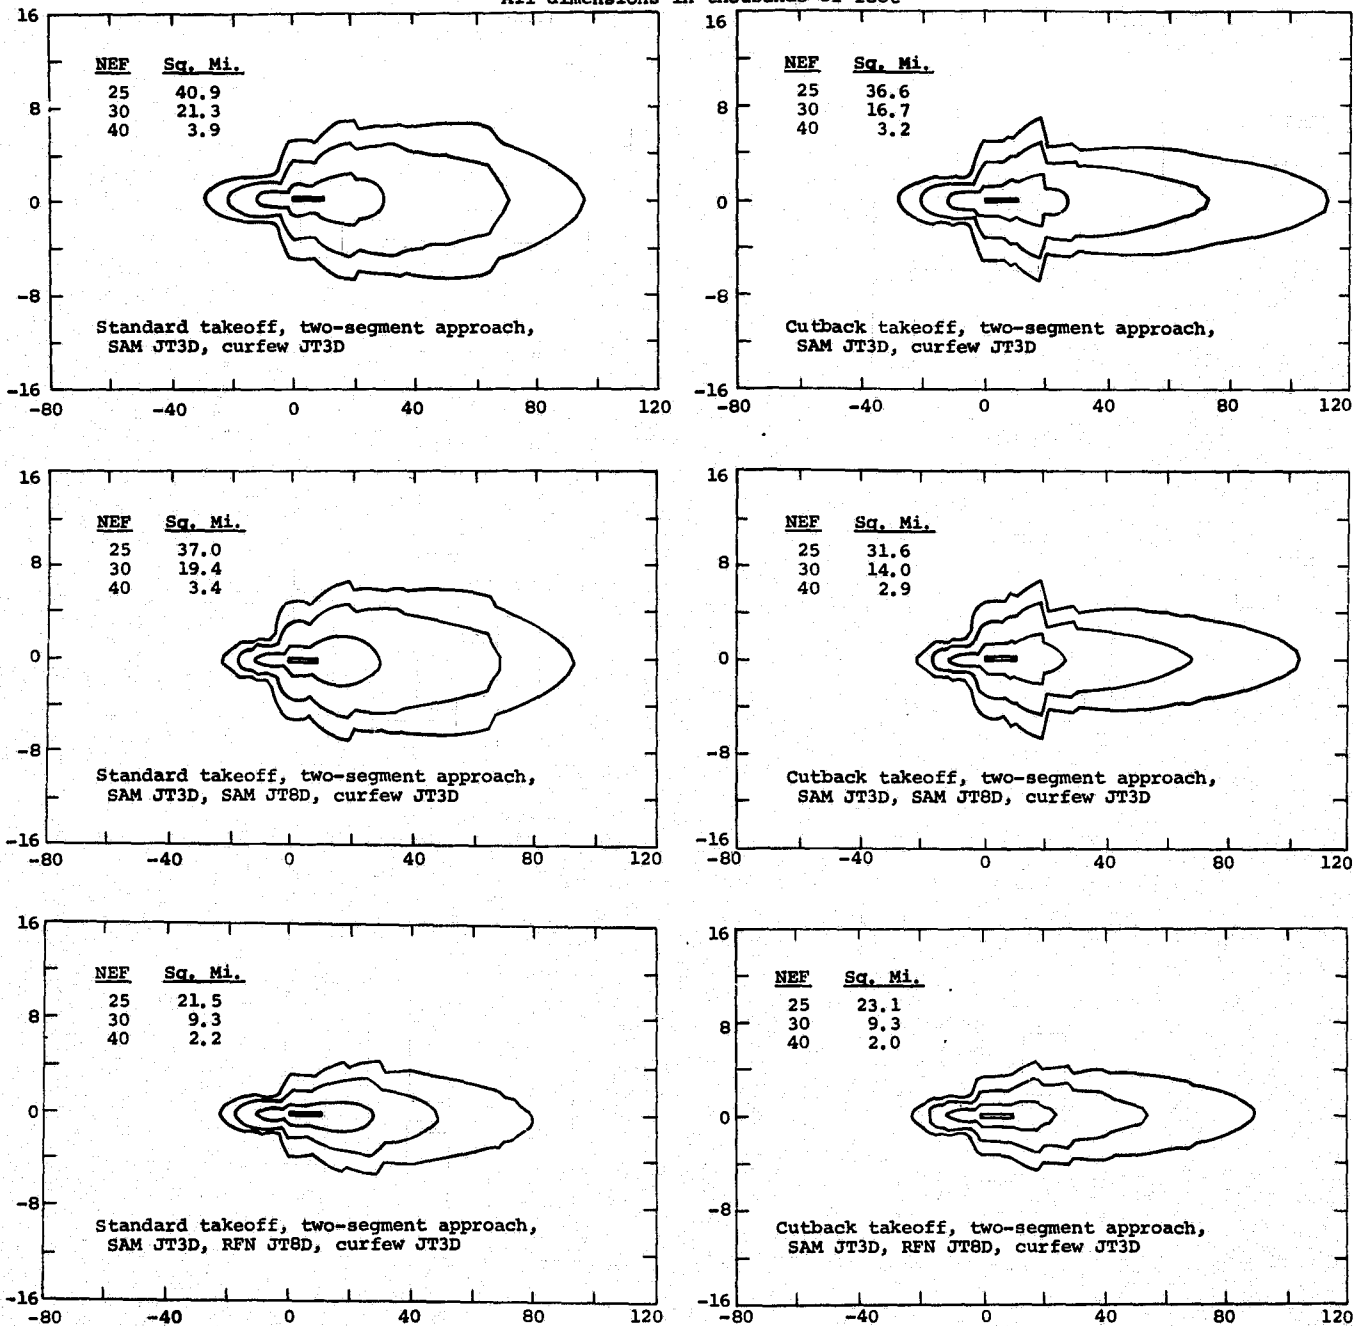 16
8
0
-8
-16
NEF Sq. Mi.
25 40.9
30 21.3
40 3.9
Standard takeoff, two-segment approach,
SAM JT3D, curfew JT3D
-80 -40 0 40 80 120
16
8
0
-8
-16
NEF Sq. Mi.
25 36.6
30 16.7
40 3.2
Cutback takeoff, two-segment approach,
SAM JT3D, curfew JT3D
-80 -40 0 40 80 120
16
8
0
-8
-16
NEF Sq. Mi.
25 37.0
30 19.4
40 3.4
Standard takeoff, two-segment approach,
SAM JT3D, SAM JT8D, curfew JT3D
-80 -40 0 40 80 120
16
8
0
-8
-16
NEF Sq. Mi.
25 31.6
30 14.0
40 2.9
Cutback takeoff, two-segment approach,
SAM JT3D, SAM JT8D, curfew JT3D
-80 -40 0 40 80 120
16
8
0
-8
-16
NEF Sq. Mi.
25 21.5
30 9.3
40 2.2
Standard takeoff, two-segment approach,
SAM JT3D, RFN JT8D, curfew JT3D
-80 -40 0 40 80 120
16
8
0
-8
-16
NEF Sq. Mi.
25 23.1
30 9.3
40 2.0
Cutback takeoff, two-segment approach,
SAM JT3D, RFN JT8D, curfew JT3D
-80 -40 0 40 80 120